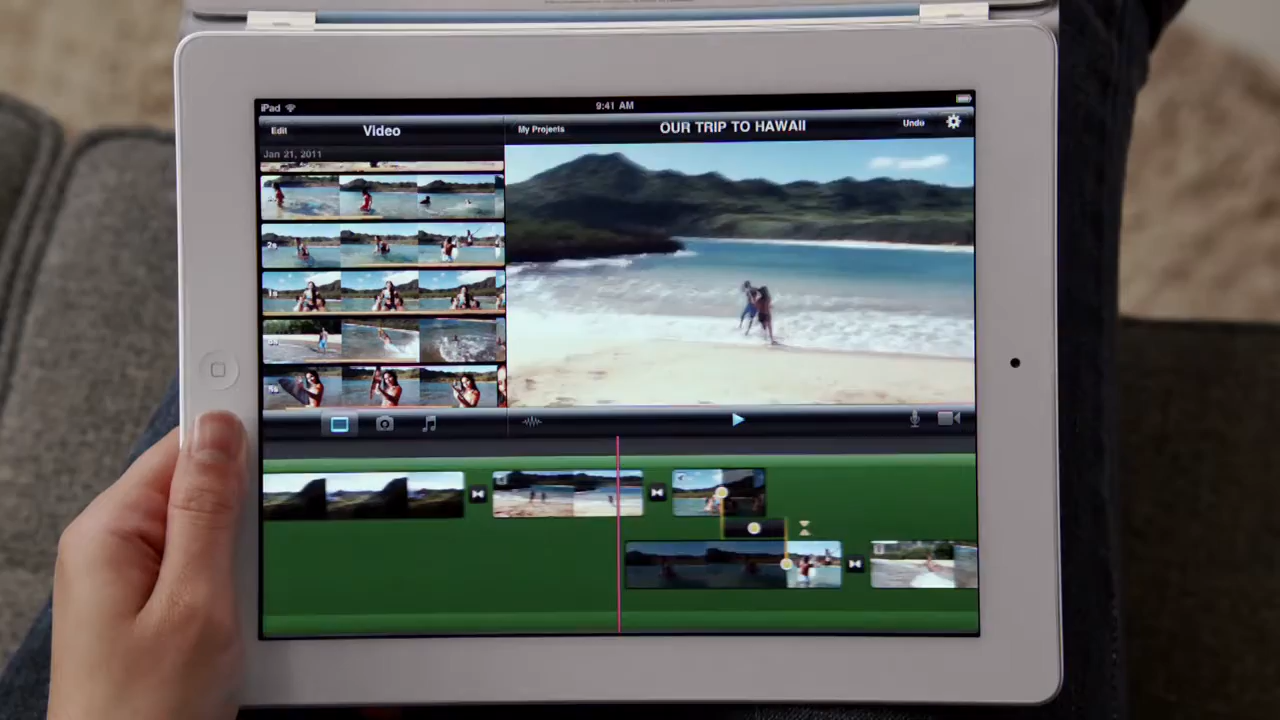 iPad 9:41 AM
Edit Video My Projects OUR TRIP TO HAWAII Undo
Jan 21, 2011